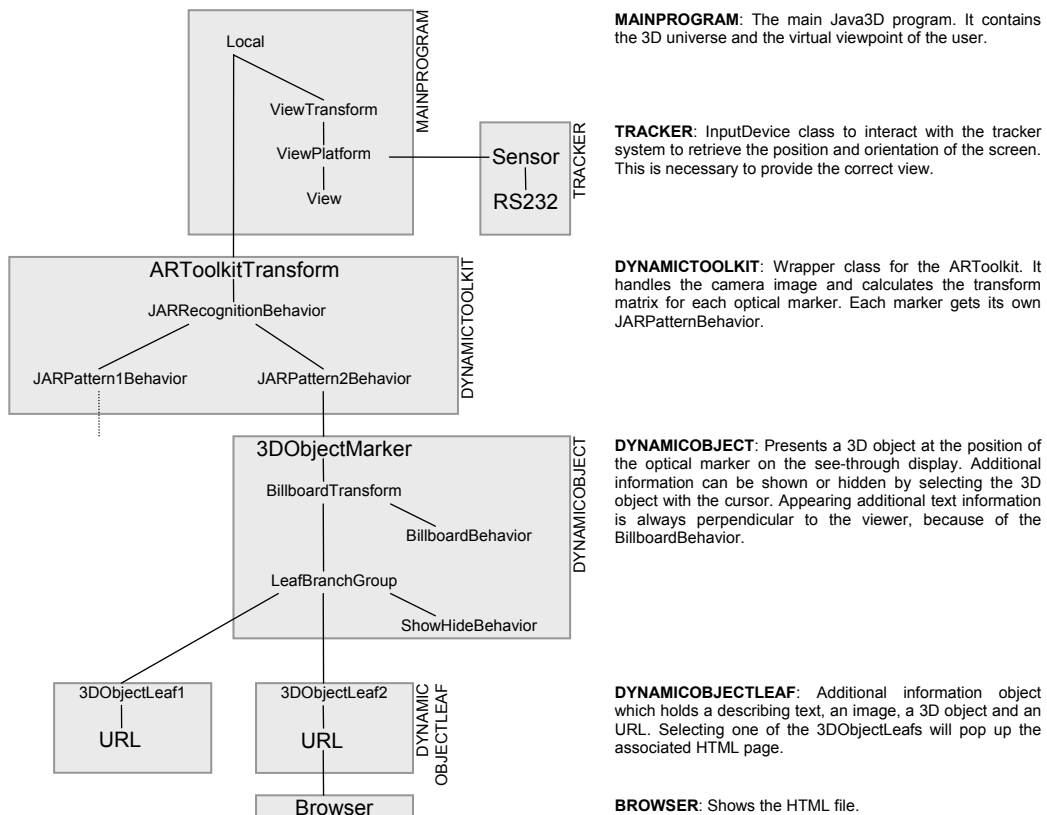 Local
ViewTransform
ViewPlatform
View
MAINPROGRAM
Sensor
RS232
TRACKER
ARToolkitTransform
JARRecognitionBehavior
JARPattern1Behavior
JARPattern2Behavior
DYNAMICTOOLKIT
3DObjectMarker
BillboardTransform
BillboardBehavior
LeafBranchGroup
ShowHideBehavior
DYNAMICOBJECT
3DObjectLeaf1
URL
3DObjectLeaf2
URL
DYNAMIC
OBJECTLEAF
Browser
MAINPROGRAM: The main Java3D program. It contains
the 3D universe and the virtual viewpoint of the user.
TRACKER: InputDevice class to interact with the tracker
system to retrieve the position and orientation of the screen.
This is necessary to provide the correct view.
DYNAMICTOOLKIT: Wrapper class for the ARToolkit. It
handles the camera image and calculates the transform
matrix for each optical marker. Each marker gets its own
JARPatternBehavior.
DYNAMICOBJECT: Presents a 3D object at the position of
the optical marker on the see-through display. Additional
information can be shown or hidden by selecting the 3D
object with the cursor. Appearing additional text information
is always perpendicular to the viewer, because of the
BillboardBehavior.
DYNAMICOBJECTLEAF: Additional information object
which holds a describing text, an image, a 3D object and an
URL. Selecting one of the 3DObjectLeafs will pop up the
associated HTML page.
BROWSER: Shows the HTML file.